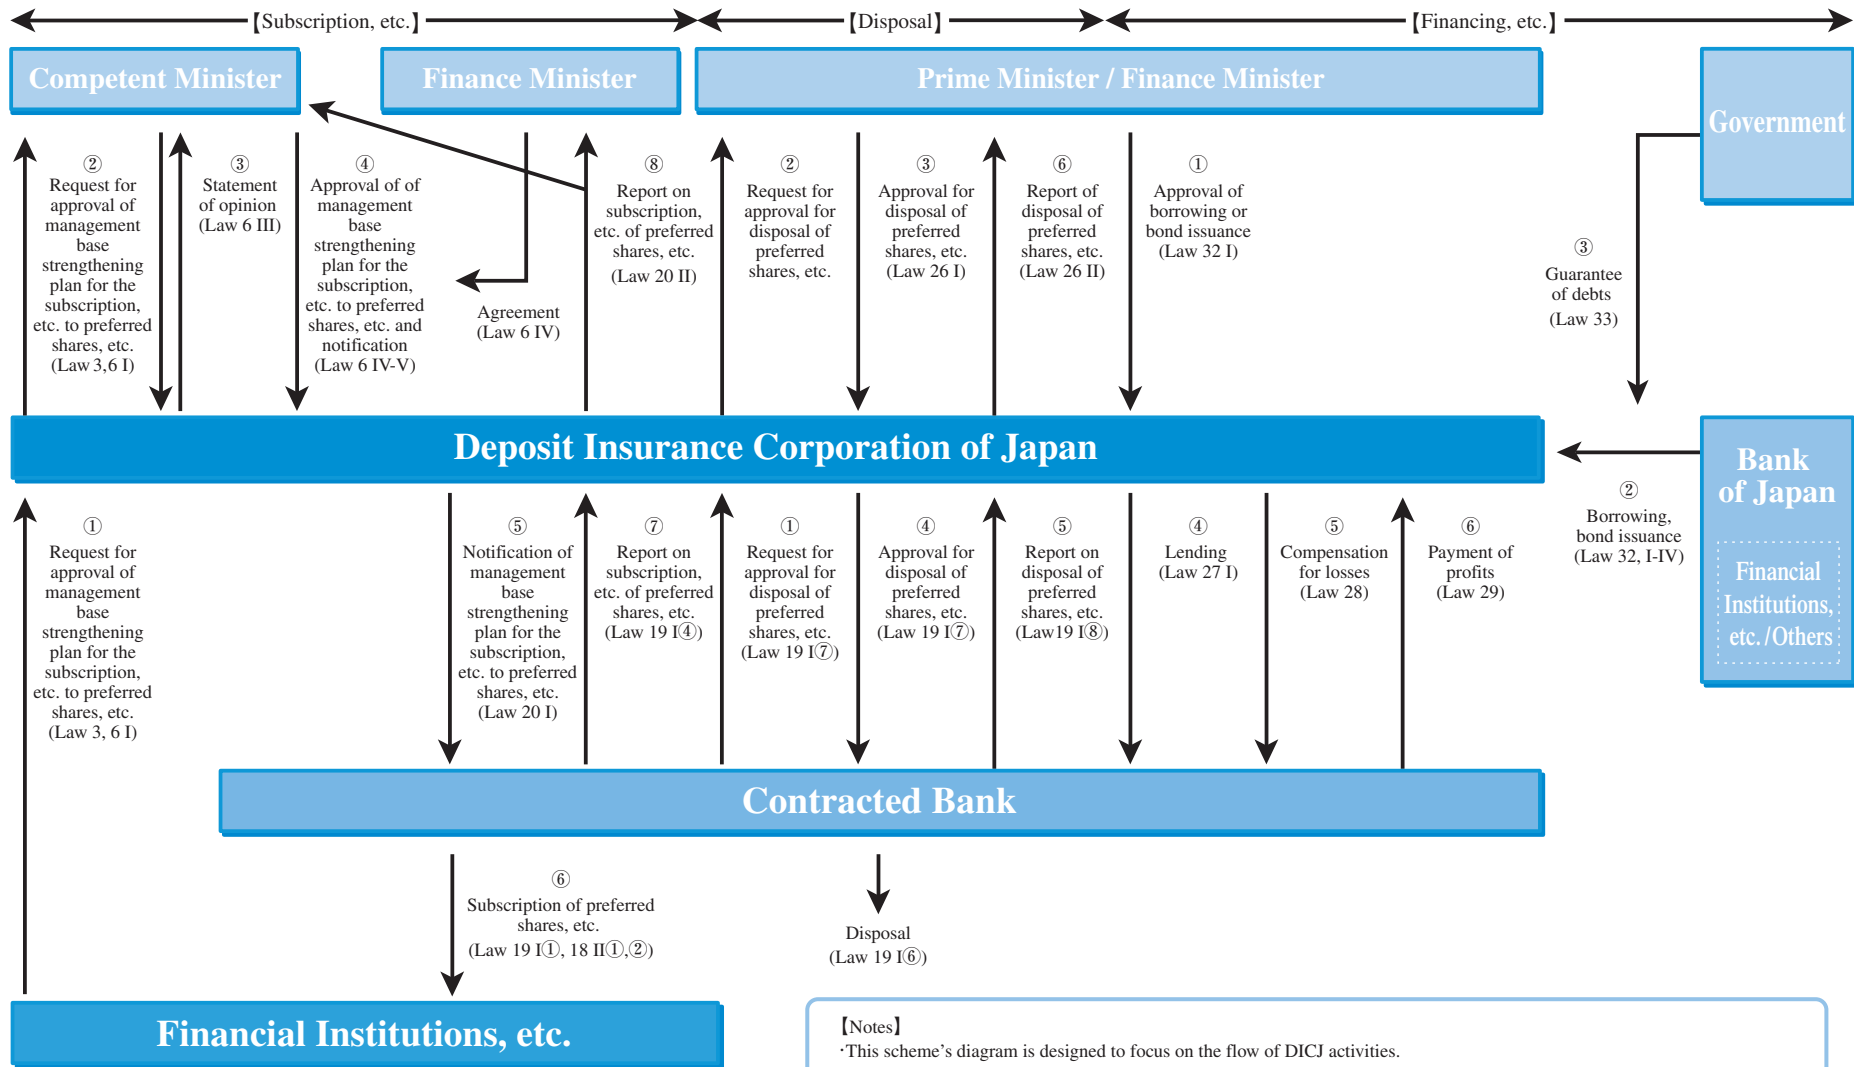 【Subscription, etc.】
【Disposal】
【Financing, etc.】
Competent Minister
Finance Minister
Prime Minister / Finance Minister
Government
②
Request for
approval of
management
base
strengthening
plan for the
subscription,
etc. to preferred
shares, etc.
(Law 3,6 I)
③
Statement
of opinion
(Law 6 III)
④
Approval of of
management
base
strengthening
plan for the
subscription,
etc. to preferred
shares, etc. and
notification
(Law 6 IV-V)
Agreement
(Law 6 IV)
⑧
Report on
subscription,
etc. of preferred
shares, etc.
(Law 20 II)
②
Request for
approval for
disposal of
preferred
shares, etc.
③
Approval for
disposal of
preferred
shares, etc.
(Law 26 I)
⑥
Report of
disposal of
preferred
shares, etc.
(Law 26 II)
①
Approval of
borrowing or
bond issuance
(Law 32 I)
③
Guarantee
of debts
(Law 33)
Deposit Insurance Corporation of Japan
Bank
of Japan
Financial
Institutions,
etc. /Others
②
Borrowing,
bond issuance
(Law 32, I-IV)
①
Request for
approval of
management
base
strengthening
plan for the
subscription,
etc. to preferred
shares, etc.
(Law 3, 6 I)
⑤
Notification of
management
base
strengthening
plan for the
subscription,
etc. to preferred
shares, etc.
(Law 20 I)
⑦
Report on
subscription,
etc. of preferred
shares, etc.
(Law 19 I④)
①
Request for
approval for
disposal of
preferred
shares, etc.
(Law 19 I⑦)
④
Approval for
disposal of
preferred
shares, etc.
(Law 19 I⑦)
⑤
Report on
disposal of
preferred
shares, etc.
(Law19 I⑧)
④
Lending
(Law 27 I)
⑤
Compensation
for losses
(Law 28)
⑥
Payment of
profits
(Law 29)
Contracted Bank
⑥
Subscription of preferred
shares, etc.
(Law 19 I①, 18 II①,②)
Disposal
(Law 19 I⑥)
Financial Institutions, etc.
【Notes】
·This scheme's diagram is designed to focus on the flow of DICJ activities.